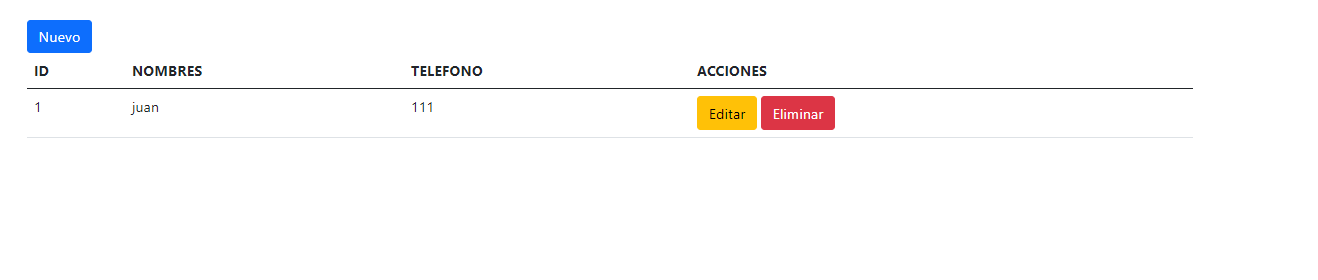 Nuevo
ID NOMBRES TELEFONO ACCIONES
1 juan 111 Editar Eliminar